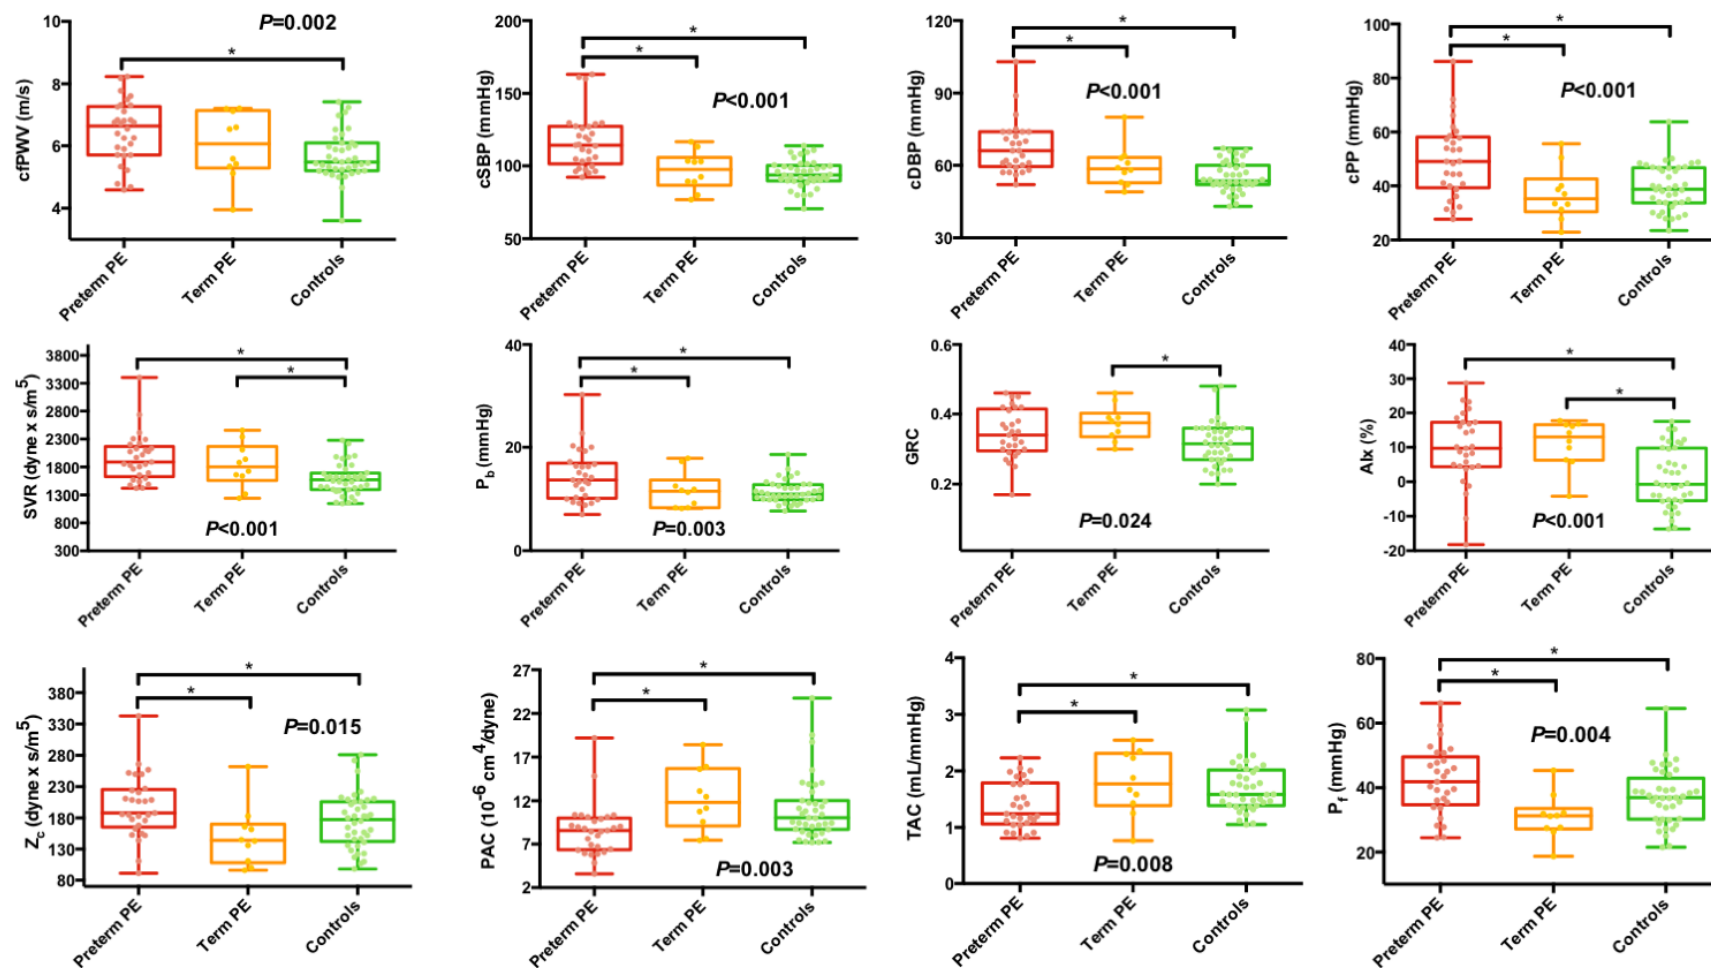 P=0.002
cfPWV (m/s)
10
8
6
4
*
Preterm PE
Term PE
Controls
cSBP (mmHg)
200
150
100
50
*
*
P<0.001
Preterm PE
Term PE
Controls
cDBP (mmHg)
120
90
60
30
*
*
P<0.001
Preterm PE
Term PE
Controls
cPP (mmHg)
100
80
60
40
20
*
*
P<0.001
Preterm PE
Term PE
Controls
SVR (dyne x s/m⁵)
3800
3300
2800
2300
1800
1300
800
300
*
*
P<0.001
Preterm PE
Term PE
Controls
P_b (mmHg)
40
20
0
*
*
P=0.003
Preterm PE
Term PE
Controls
GRC
0.6
0.4
0.2
*
P=0.024
Preterm PE
Term PE
Controls
AIx (%)
40
30
20
10
0
-10
-20
*
*
P<0.001
Preterm PE
Term PE
Controls
Z_c (dyne x s/m⁵)
380
330
280
230
180
130
80
*
*
P=0.015
Preterm PE
Term PE
Controls
PAC (10⁻⁶ cm⁴/dyne)
27
22
17
12
7
2
*
*
P=0.003
Preterm PE
Term PE
Controls
TAC (mL/mmHg)
4
3
2
1
0
*
*
P=0.008
Preterm PE
Term PE
Controls
P_f (mmHg)
80
60
40
20
*
*
P=0.004
Preterm PE
Term PE
Controls